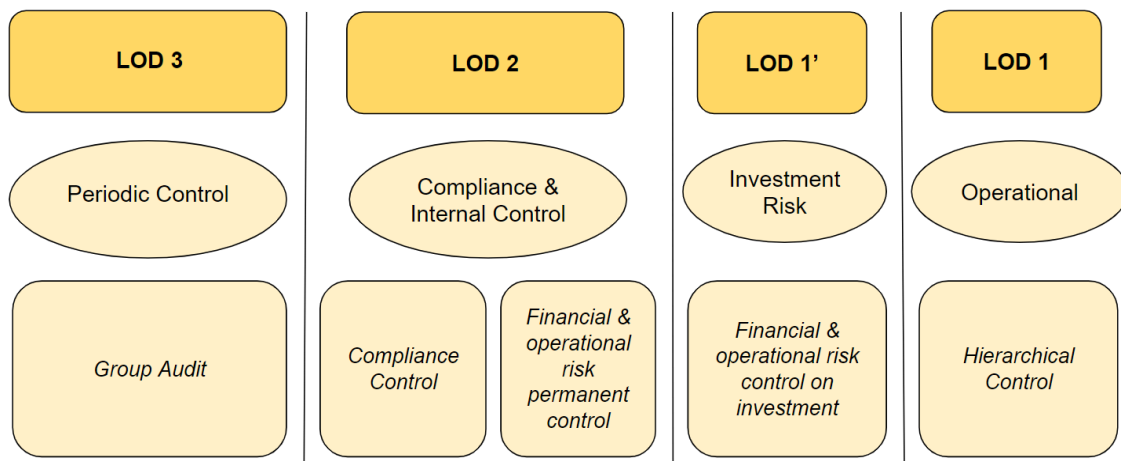 LOD 3
LOD 2
LOD 1’
LOD 1
Periodic Control
Compliance &
Internal Control
Investment
Risk
Operational
Group Audit
Compliance
Control
Financial &
operational
risk
permanent
control
Financial &
operational risk
control on
investment
Hierarchical
Control